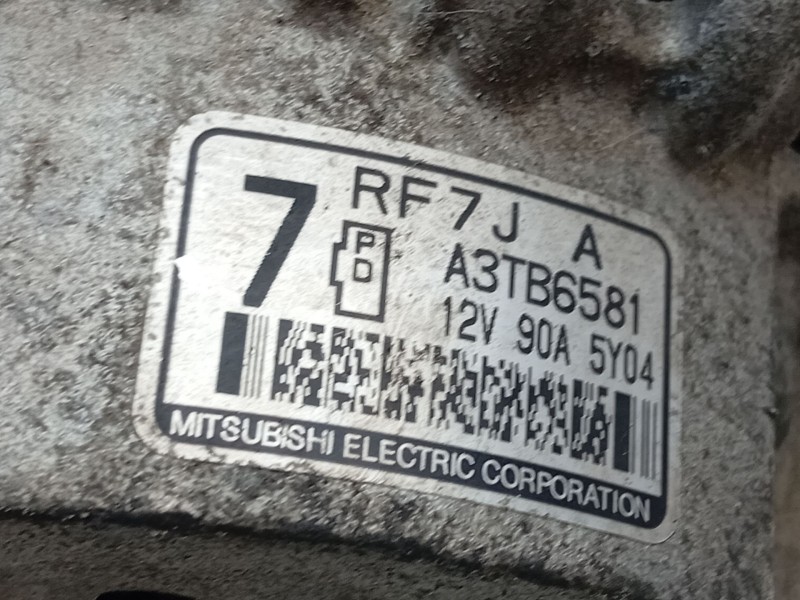 7 RF7J A
PD A3TB6581
12V 90A 5Y04
MITSUBISHI ELECTRIC CORPORATION